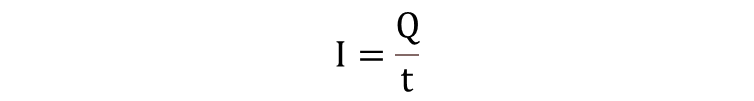 I = Q/t